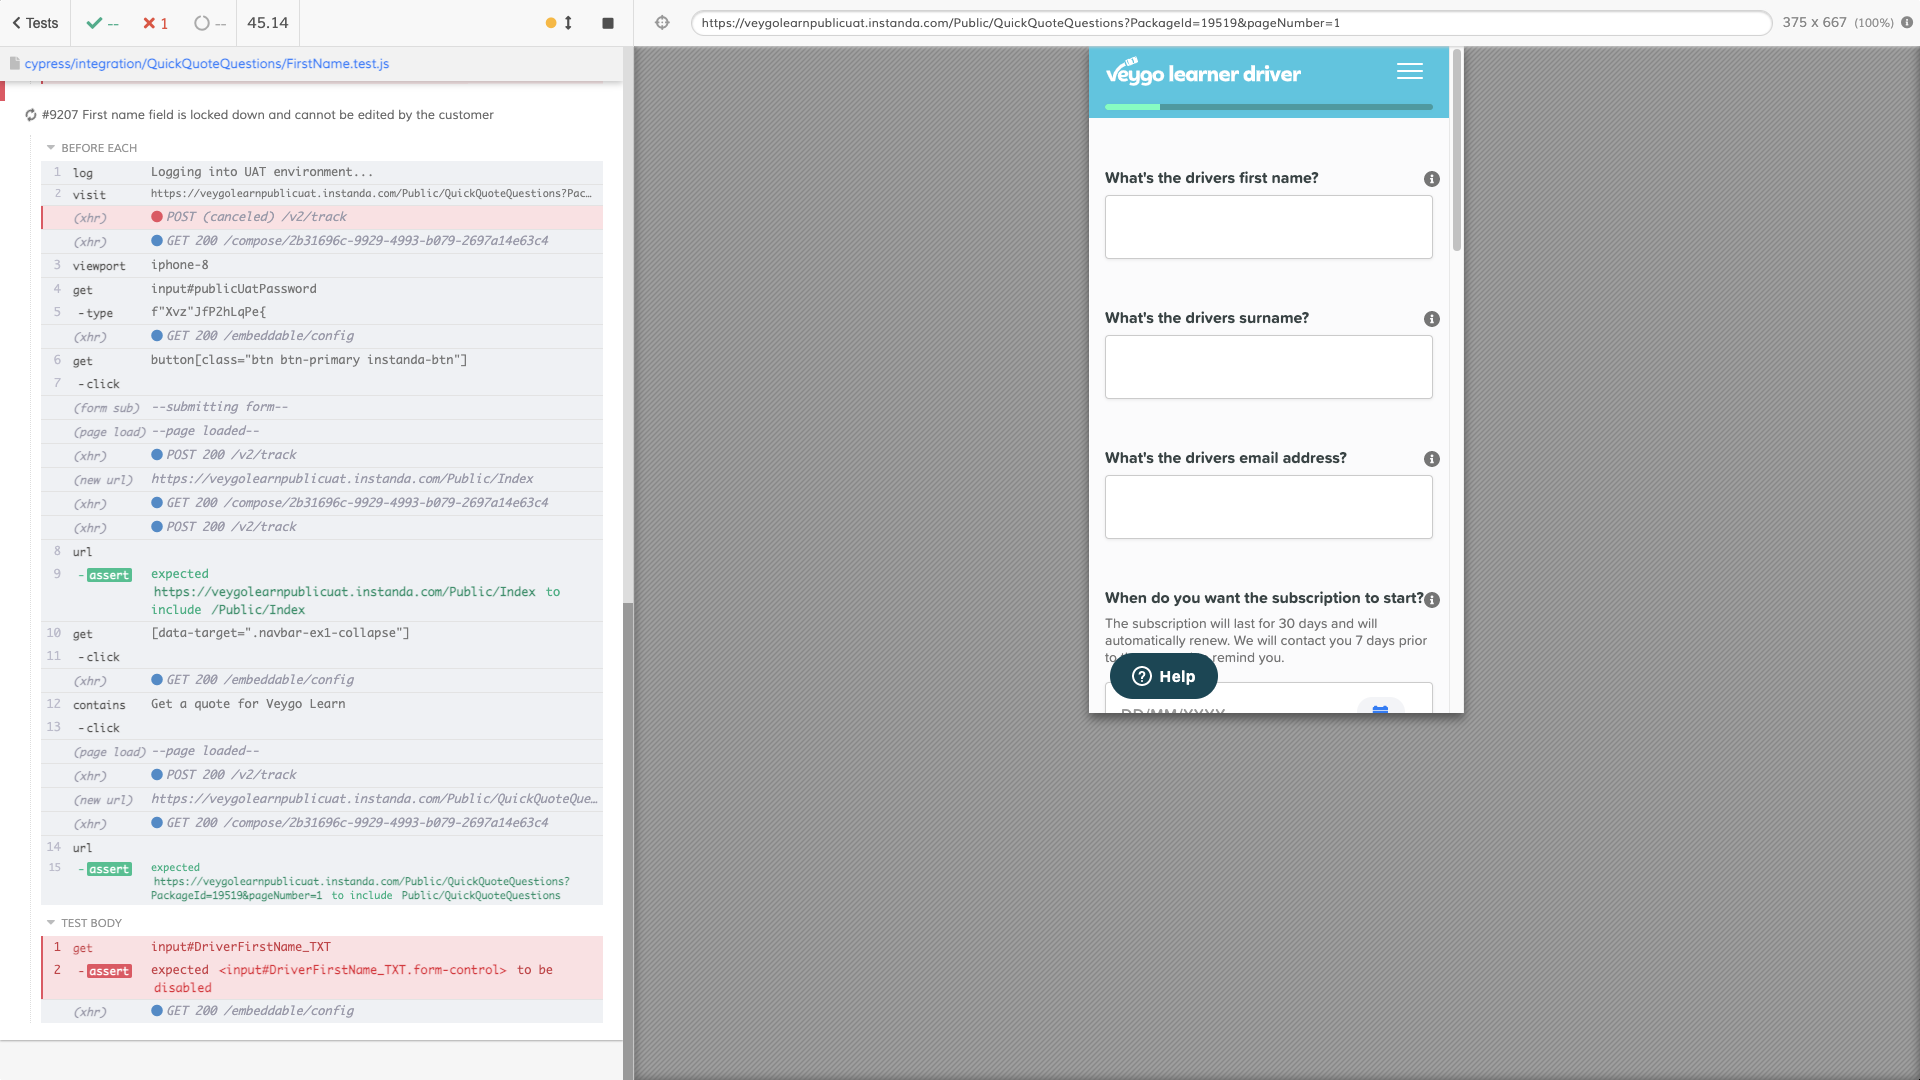 Tests
--
1
--
45.14
https://veygolearnpublicuat.instanda.com/Public/QuickQuoteQuestions?PackageId=19519&pageNumber=1
375 x 667 (100%)
cypress/integration/QuickQuoteQuestions/FirstName.test.js
#9207 First name field is locked down and cannot be edited by the customer
BEFORE EACH
1 log Logging into UAT environment...
2 visit https://veygolearnpublicuat.instanda.com/Public/QuickQuoteQuestions?Pac…
(xhr) POST (canceled) /v2/track
(xhr) GET 200 /compose/2b31696c-9929-4993-b079-2697a14e63c4
3 viewport iphone-8
4 get input#publicUatPassword
5 -type f"Xvz"JfP2hLqPe{
(xhr) GET 200 /embeddable/config
6 get button[class="btn btn-primary instanda-btn"]
7 -click
(form sub) --submitting form--
(page load) --page loaded--
(xhr) POST 200 /v2/track
(new url) https://veygolearnpublicuat.instanda.com/Public/Index
(xhr) GET 200 /compose/2b31696c-9929-4993-b079-2697a14e63c4
(xhr) POST 200 /v2/track
8 url
9 -assert expected
https://veygolearnpublicuat.instanda.com/Public/Index to
include /Public/Index
10 get [data-target=".navbar-ex1-collapse"]
11 -click
(xhr) GET 200 /embeddable/config
12 contains Get a quote for Veygo Learn
13 -click
(page load) --page loaded--
(xhr) POST 200 /v2/track
(new url) https://veygolearnpublicuat.instanda.com/Public/QuickQuoteQue…
(xhr) GET 200 /compose/2b31696c-9929-4993-b079-2697a14e63c4
14 url
15 -assert expected
https://veygolearnpublicuat.instanda.com/Public/QuickQuoteQuestions?
PackageId=19519&pageNumber=1 to include Public/QuickQuoteQuestions
TEST BODY
1 get input#DriverFirstName_TXT
2 -assert expected <input#DriverFirstName_TXT.form-control> to be
disabled
(xhr) GET 200 /embeddable/config
veygo learner driver
What's the drivers first name?
What's the drivers surname?
What's the drivers email address?
When do you want the subscription to start?
The subscription will last for 30 days and will
automatically renew. We will contact you 7 days prior
to remind you.
Help
DD/MM/YYYY